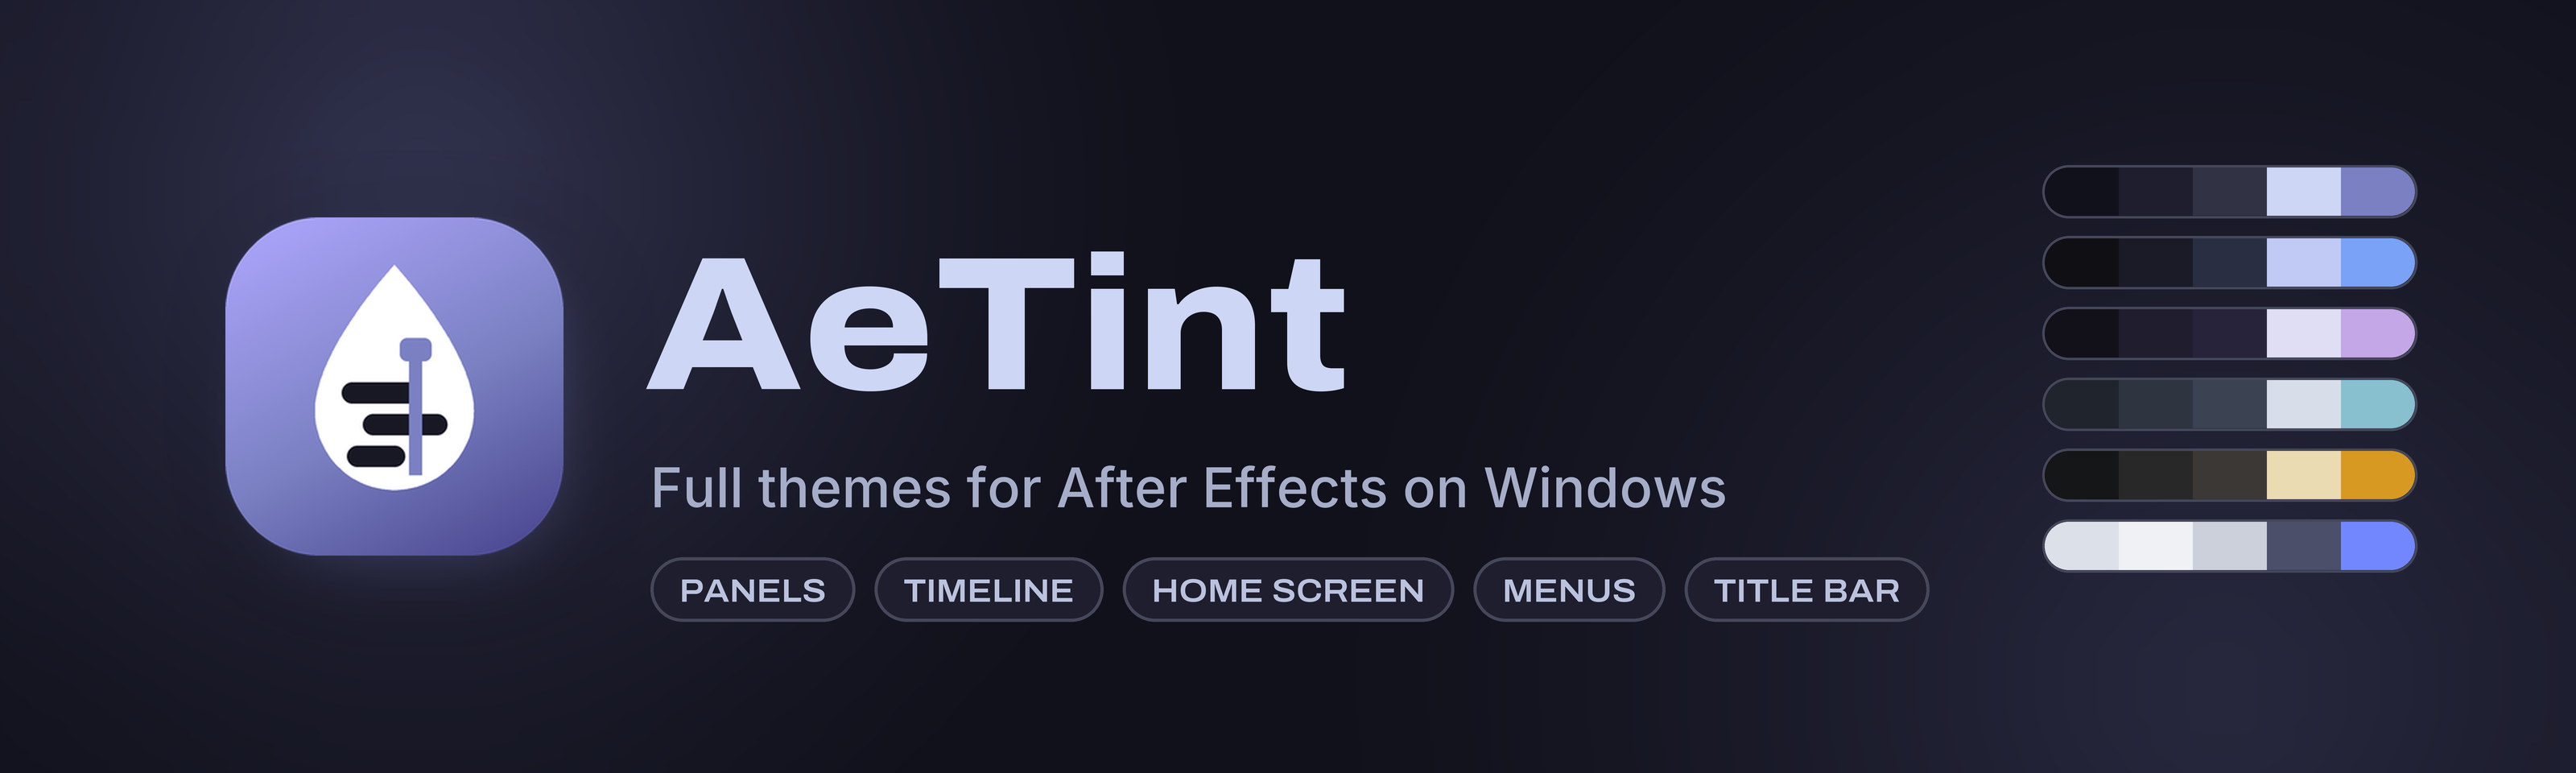 AeTint
Full themes for After Effects on Windows
PANELS TIMELINE HOME SCREEN MENUS TITLE BAR